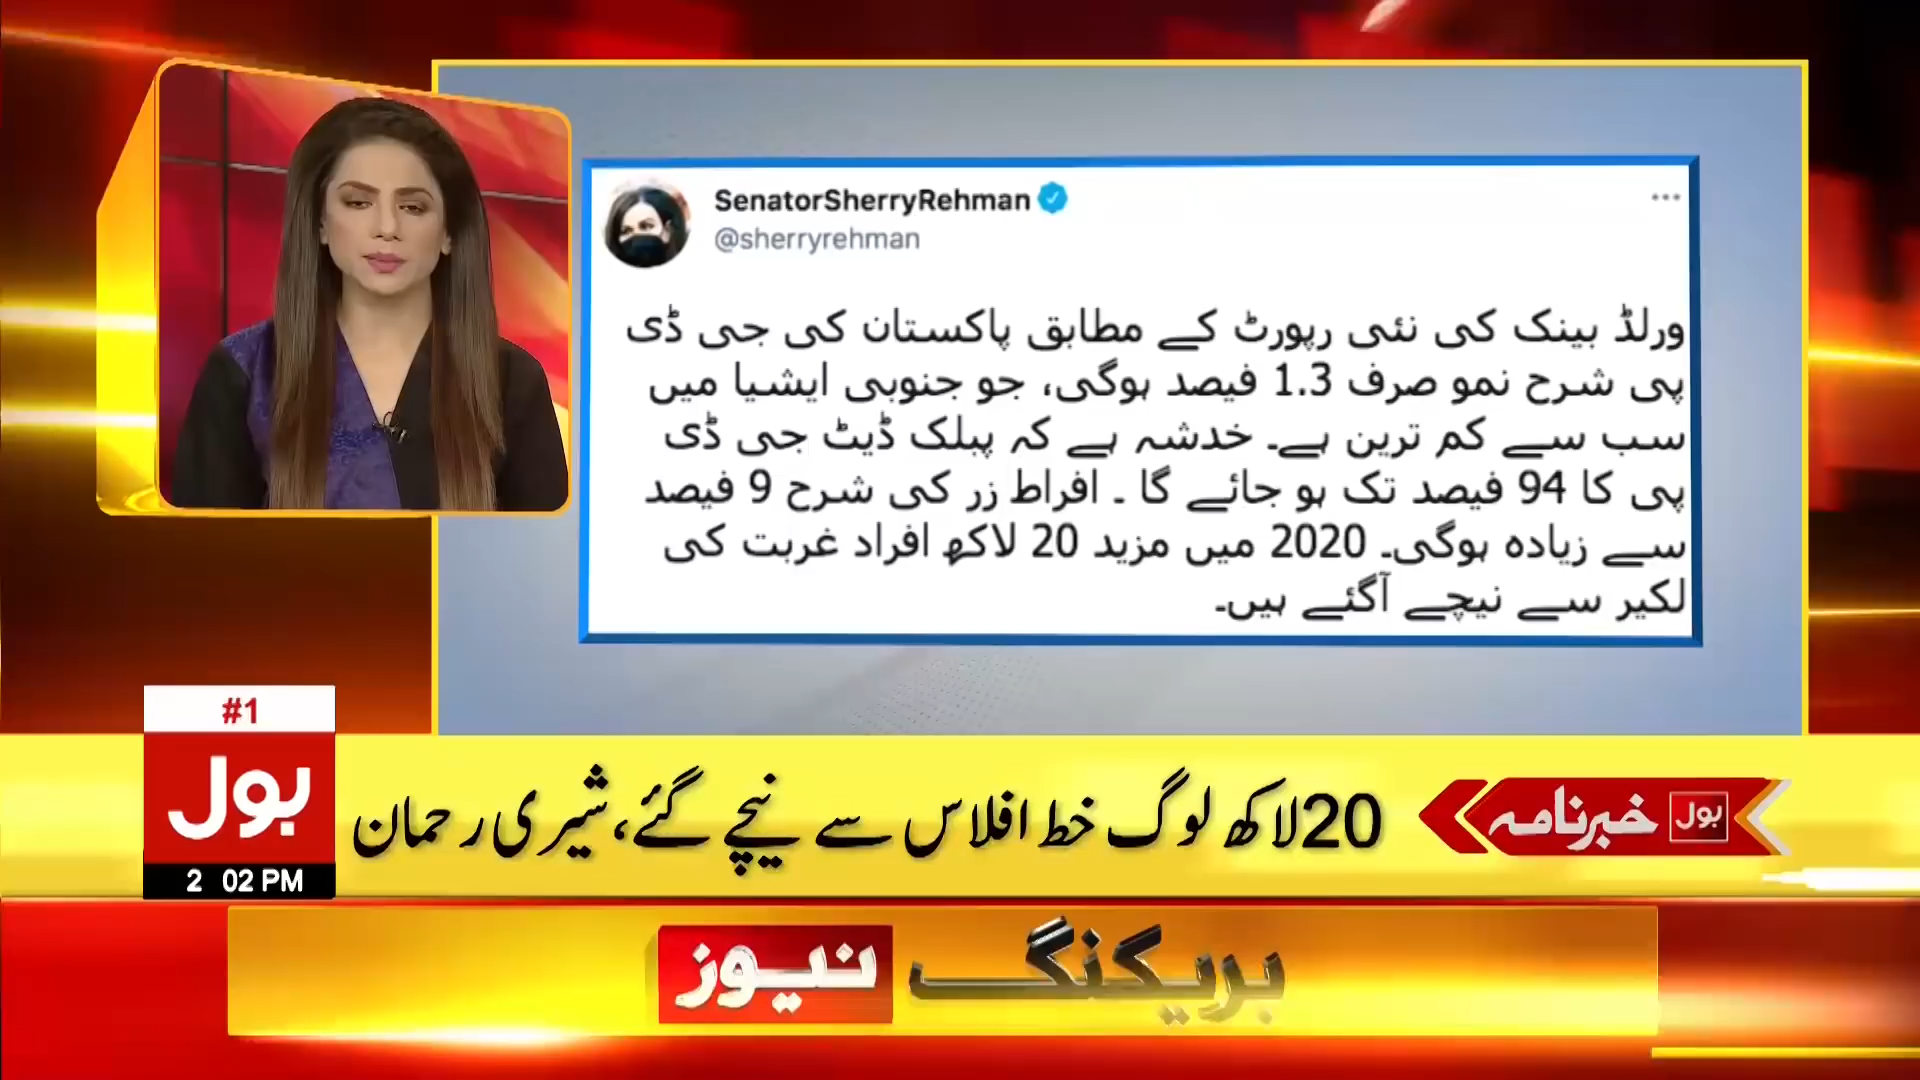 SenatorSherryRehman
@sherryrehman
ورلڈ بینک کی نئی رپورٹ کے مطابق پاکستان کی جی ڈی
پی شرح نمو صرف 1.3 فیصد ہوگی، جو جنوبی ایشیا میں
سب سے کم ترین ہے۔ خدشہ ہے کہ پبلک ڈیٹ جی ڈی
پی کا 94 فیصد تک ہو جائے گا ۔ افراط زر کی شرح 9 فیصد
سے زیادہ ہوگی۔ 2020 میں مزید 20 لاکھ افراد غربت کی
لکیر سے نیچے آگئے ہیں۔
#1
بول
2 02 PM
بول خبرنامہ
20 لاکھ لوگ خط افلاس سے نیچے گئے، شیری رحمان
بریکنگ نیوز